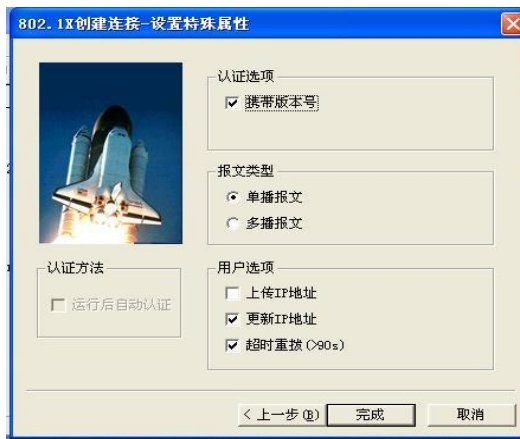 802.1X创建连接-设置特殊属性
认证选项
携带版本号
报文类型
单播报文
多播报文
认证方法
运行后自动认证
用户选项
上传IP地址
更新IP地址
超时重拨(>90s)
< 上一步(B)
完成
取消